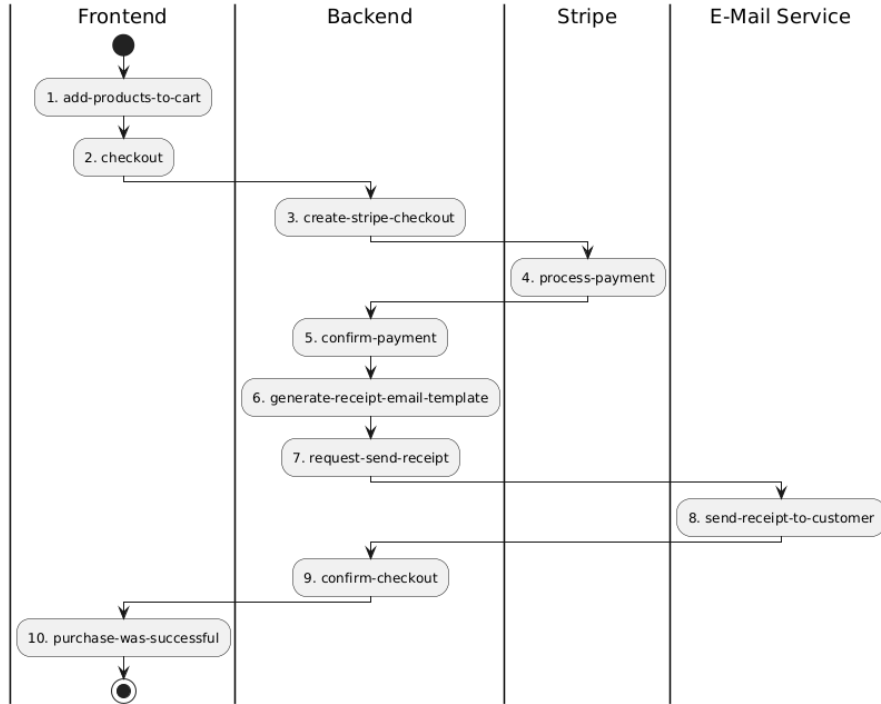 Frontend
Backend
Stripe
E-Mail Service
1. add-products-to-cart
2. checkout
3. create-stripe-checkout
4. process-payment
5. confirm-payment
6. generate-receipt-email-template
7. request-send-receipt
8. send-receipt-to-customer
9. confirm-checkout
10. purchase-was-successful